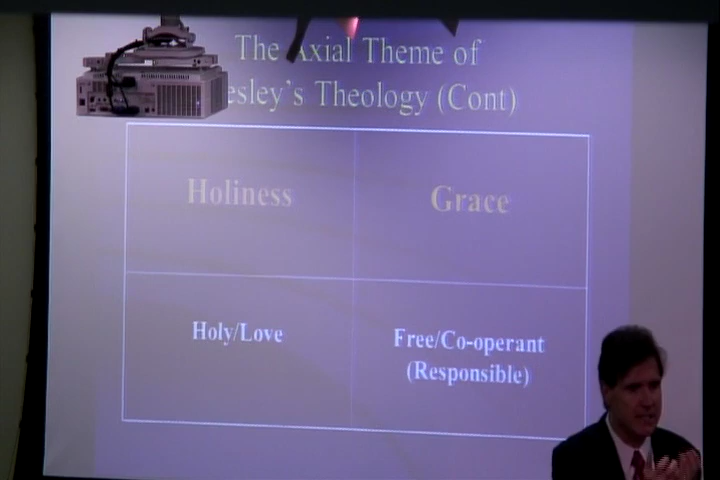 The Axial Theme of
esley's Theology (Cont)
Holiness
Grace
Holy/Love
Free/Co-operant
(Responsible)